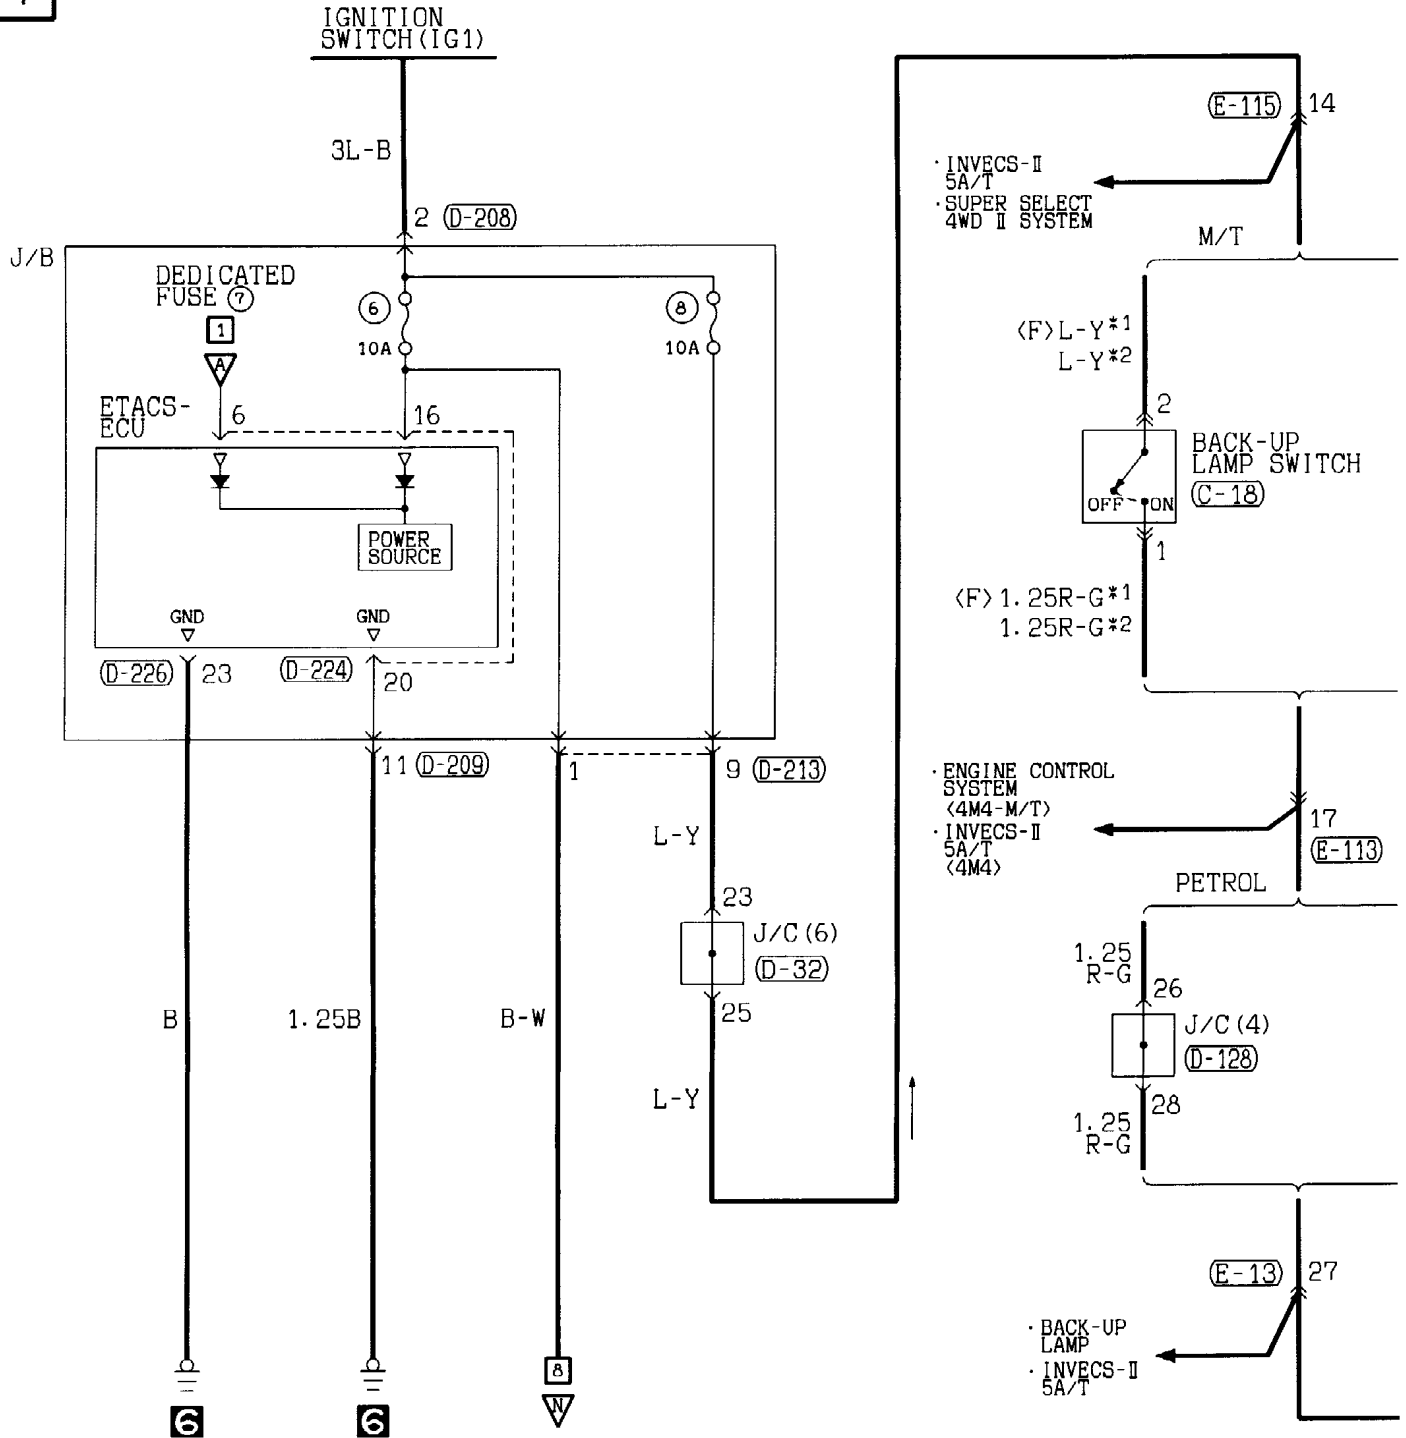 IGNITION
SWITCH(IG1)
3L-B
2 (D-208)
J/B
DEDICATED
FUSE ⑦
1
A
⑥
10A
⑧
10A
ETACS-
ECU
6
16
POWER
SOURCE
GND
GND
(D-226) 23
(D-224) 20
11 (D-209)
1
9 (D-213)
L-Y
23
J/C(6)
(D-32)
25
B
1.25B
B-W
L-Y
6
6
8
N
(E-115) 14
·INVECS-Ⅱ
5A/T
·SUPER SELECT
4WD Ⅱ SYSTEM
M/T
<F>L-Y*1
L-Y*2
2
BACK-UP
LAMP SWITCH
(C-18)
OFF ON
1
<F>1.25R-G*1
1.25R-G*2
·ENGINE CONTROL
SYSTEM
<4M4-M/T>
·INVECS-Ⅱ
5A/T
<4M4>
17
(E-113)
PETROL
1.25
R-G
26
J/C(4)
(D-128)
28
1.25
R-G
(E-13) 27
·BACK-UP
LAMP
·INVECS-Ⅱ
5A/T